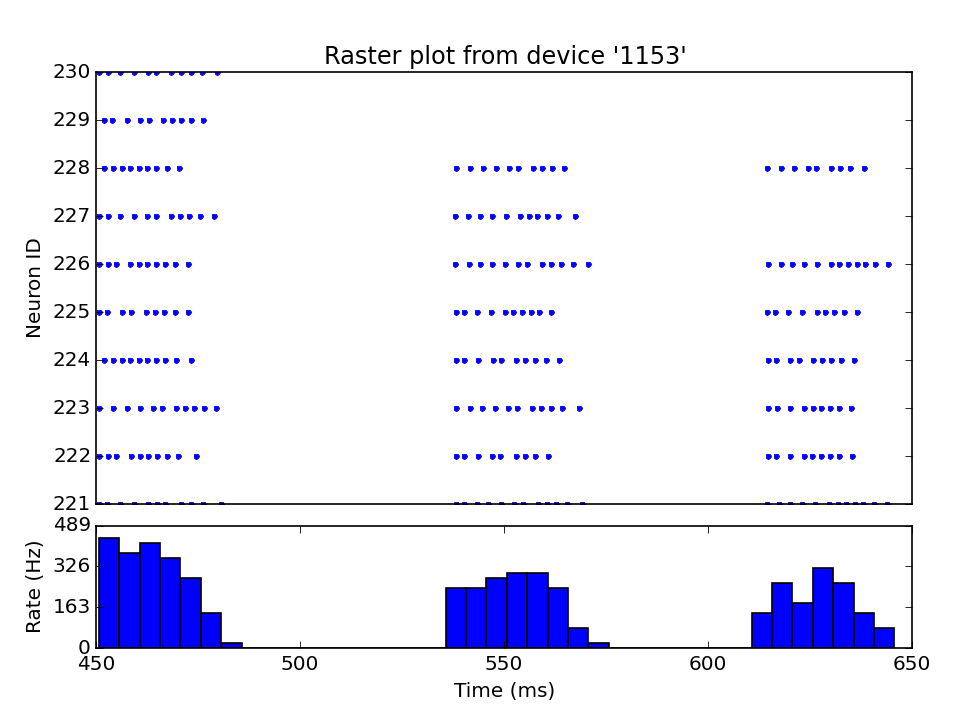 Raster plot from device '1153'
230
229
228
227
226
225
224
223
222
221
Neuron ID
489
326
163
0
Rate (Hz)
450 500 550 600 650
Time (ms)